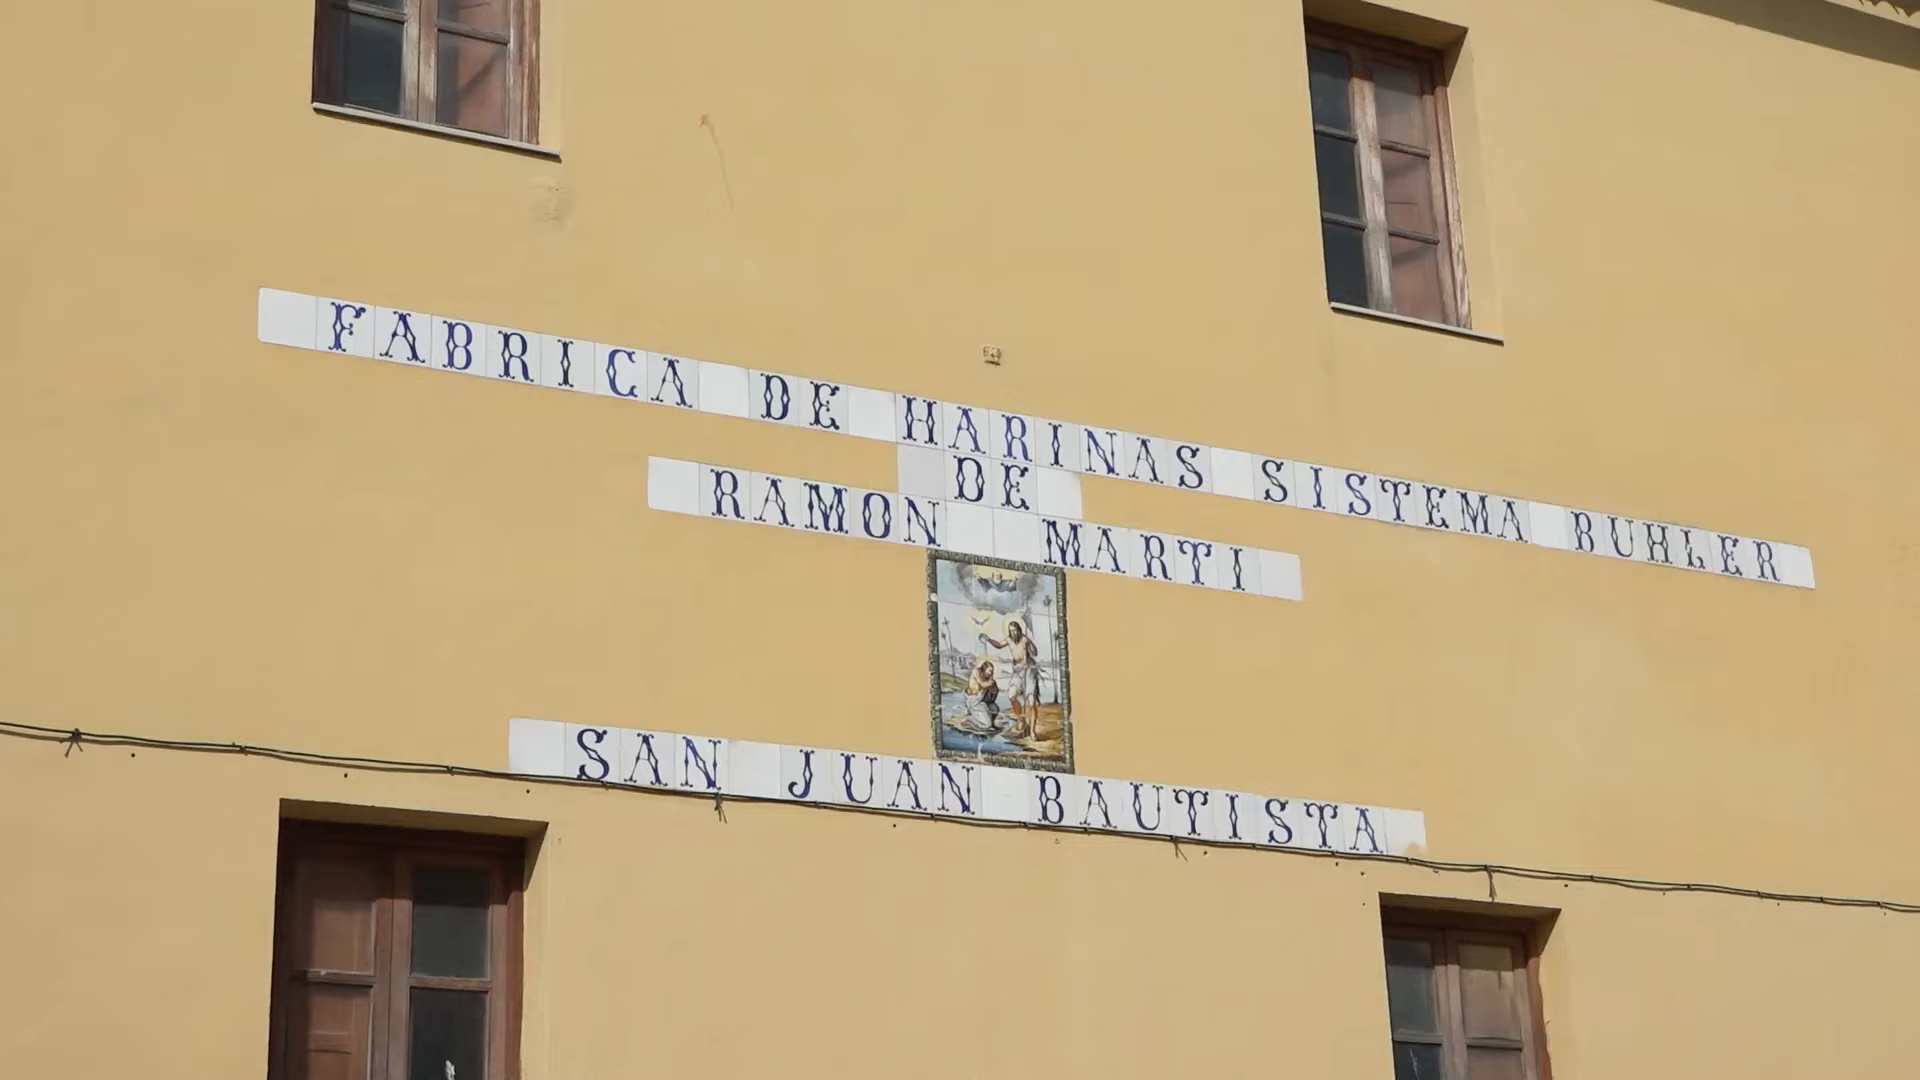 FABRICA DE HARINAS SISTEMA BUHLER
DE
RAMON MARTI
SAN JUAN BAUTISTA